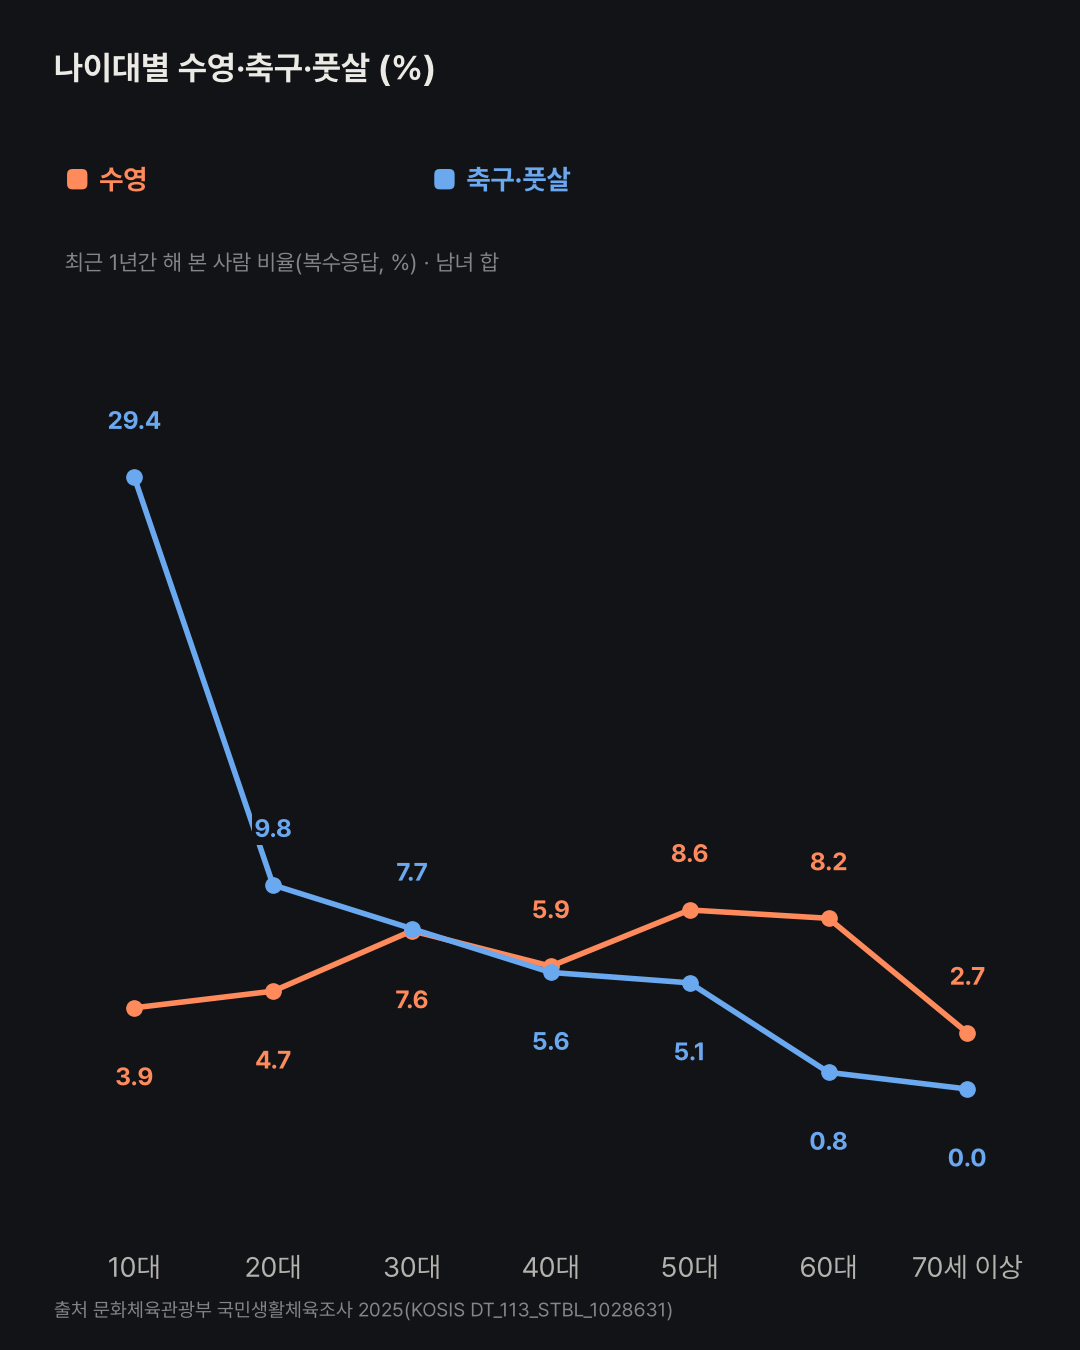 나이대별 수영·축구·풋살 (%)
수영 축구·풋살
최근 1년간 해 본 사람 비율(복수응답, %) · 남녀 합
29.4
9.8
7.7
5.9
8.6
8.2
2.7
3.9
4.7
7.6
5.6
5.1
0.8
0.0
10대 20대 30대 40대 50대 60대 70세 이상
출처 문화체육관광부 국민생활체육조사 2025(KOSIS DT_113_STBL_1028631)